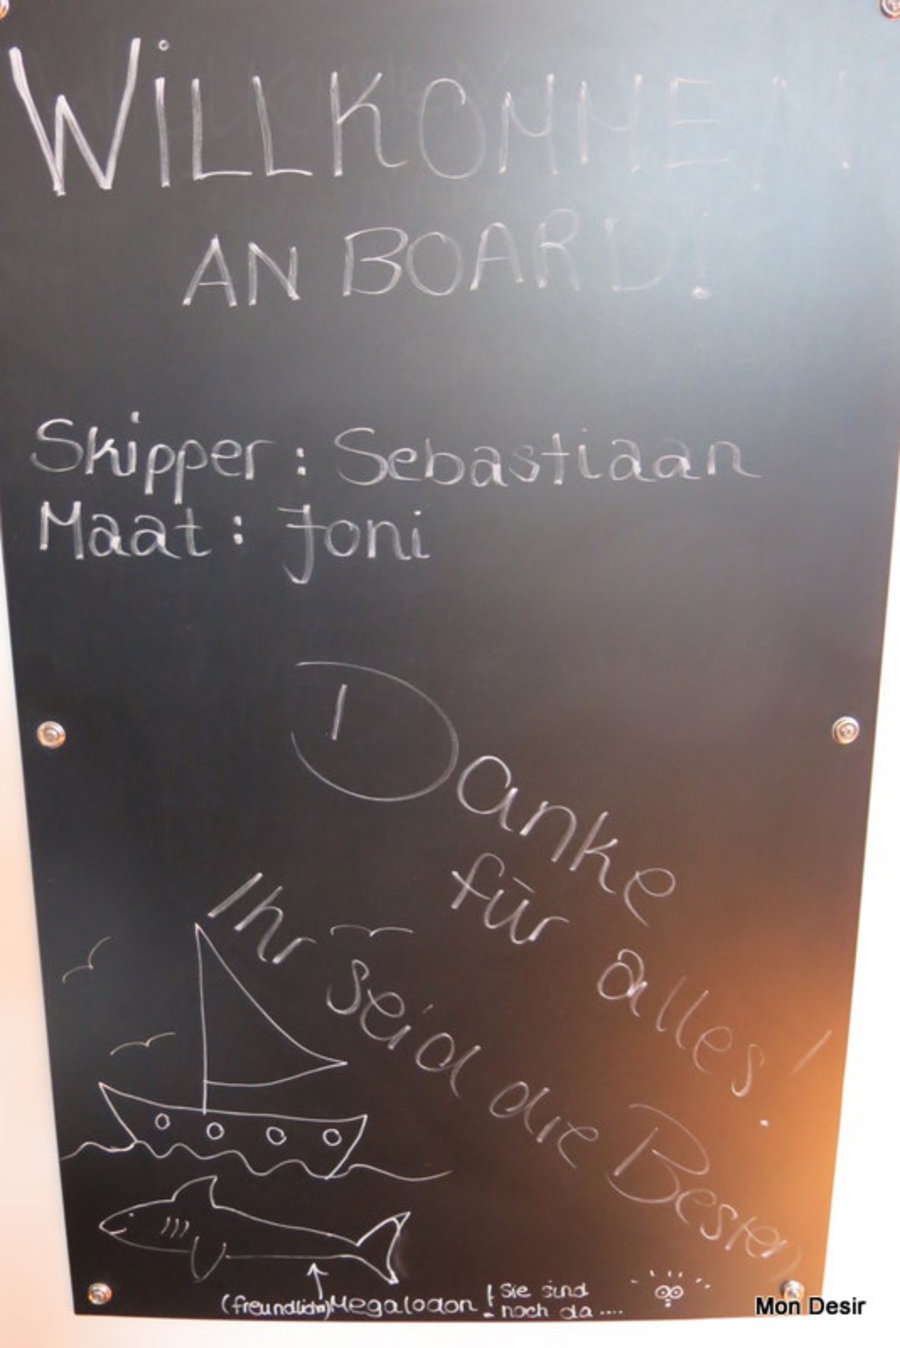 WILLKOMMEN
AN BOARD!
Skipper: Sebastiaan
Maat: Joni
Danke
für alles!
Ihr seid die Besten
(freundlich) Megalodon ! Sie sind
noch da....
Mon Desir